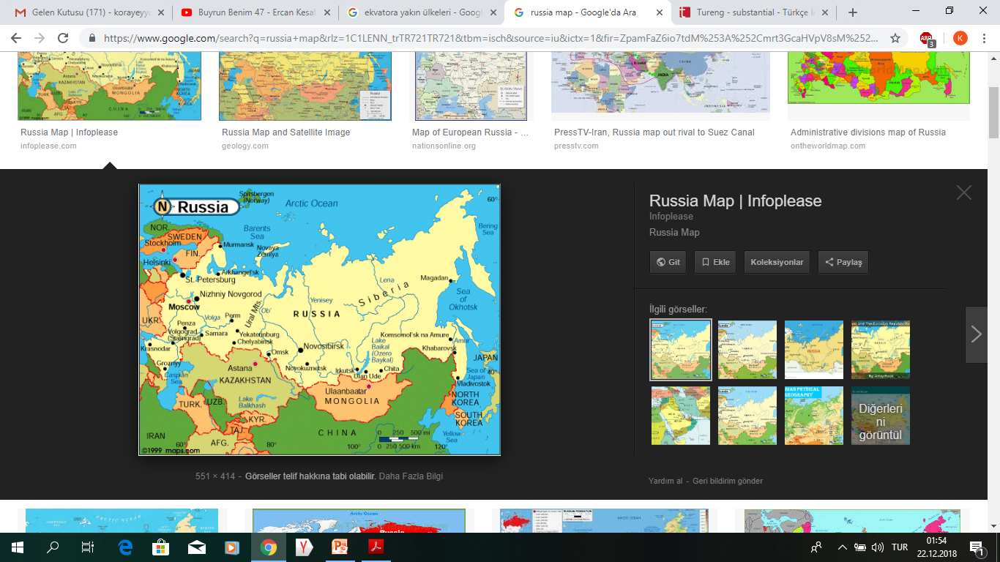 Gelen Kutusu (171) - korayeyv
Buyrun Benim 47 - Ercan Kesal
ekvatora yakın ülkeleri - Goog
russia map - Google'da Ara
Tureng - substantial - Türkçe İ
https://www.google.com/search?q=russia+map&rlz=1C1LENN_trTR721TR721&tbm=isch&source=iu&ictx=1&fir=ZpamFaZ6io7tdM%253A%252Cmrt3GcaHVpV8sM%252...
ABP
3
K
Russia Map | Infoplease
infoplease.com
Russia Map and Satellite Image
geology.com
Map of European Russia - ...
nationsonline.org
PressTV-Iran, Russia map out rival to Suez Canal
presstv.com
Administrative divisions map of Russia
ontheworldmap.com
N Russia
Spitsbergen
(Norway)
Arctic Ocean
60°
NOR.
SWEDEN
Stockholm
FIN.
Helsinki
Barents
Sea
Murmansk
Novaya
Zemlya
Bering
Sea
Arkhangel'sk
St. Petersburg
Nizhniy Novgorod
Moscow
Lena
Magadan
Siberia
Sea
of
Okhotsk
Yenisey
Ob'
Ural Mts.
RUSSIA
UKR.
Penza
Volga
Perm
Volgograd
(Stalingrad)
Samara
Yekaterinburg
Chelyabinsk
Krasnodar
Omsk
Novosibirsk
Lake
Baikal
(Ozero
Baykal)
Komsomol'sk na Amure
Amur
Khabarovsk
Groznyy
Astana
Novokuznetsk
Irkutsk
Ulan Ude
Chita
JAPAN
40°
Caspian
Sea
KAZAKHSTAN
Sea of
Japan
Vladivostok
Ulaanbaatar
MONGOLIA
Lake
Balkhash
TURK.
UZB.
NORTH
KOREA
KYR.
TAJ.
SOUTH
KOREA
IRAN
AFG.
CHINA
Yellow
Sea
60°
80°
100°
120°
0 250 500 mi
0 250 500 km
©1999 maps.com
551 × 414 - Görseller telif hakkına tabi olabilir. Daha Fazla Bilgi
Russia Map | Infoplease
Infoplease
Russia Map
Git
Ekle
Koleksiyonlar
Paylaş
İlgili görseller:
Diğerleri
ni
görüntül
Yardım al - Geri bildirim gönder
TUR
01:54
22.12.2018
1